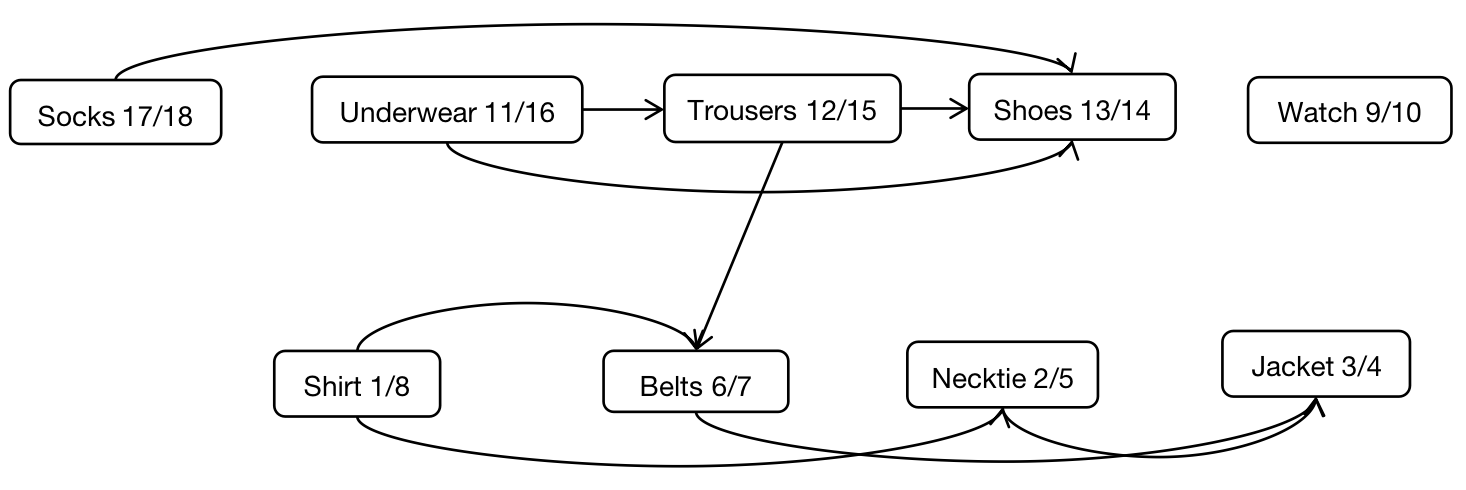 Socks 17/18
Underwear 11/16
Trousers 12/15
Shoes 13/14
Watch 9/10
Shirt 1/8
Belts 6/7
Necktie 2/5
Jacket 3/4